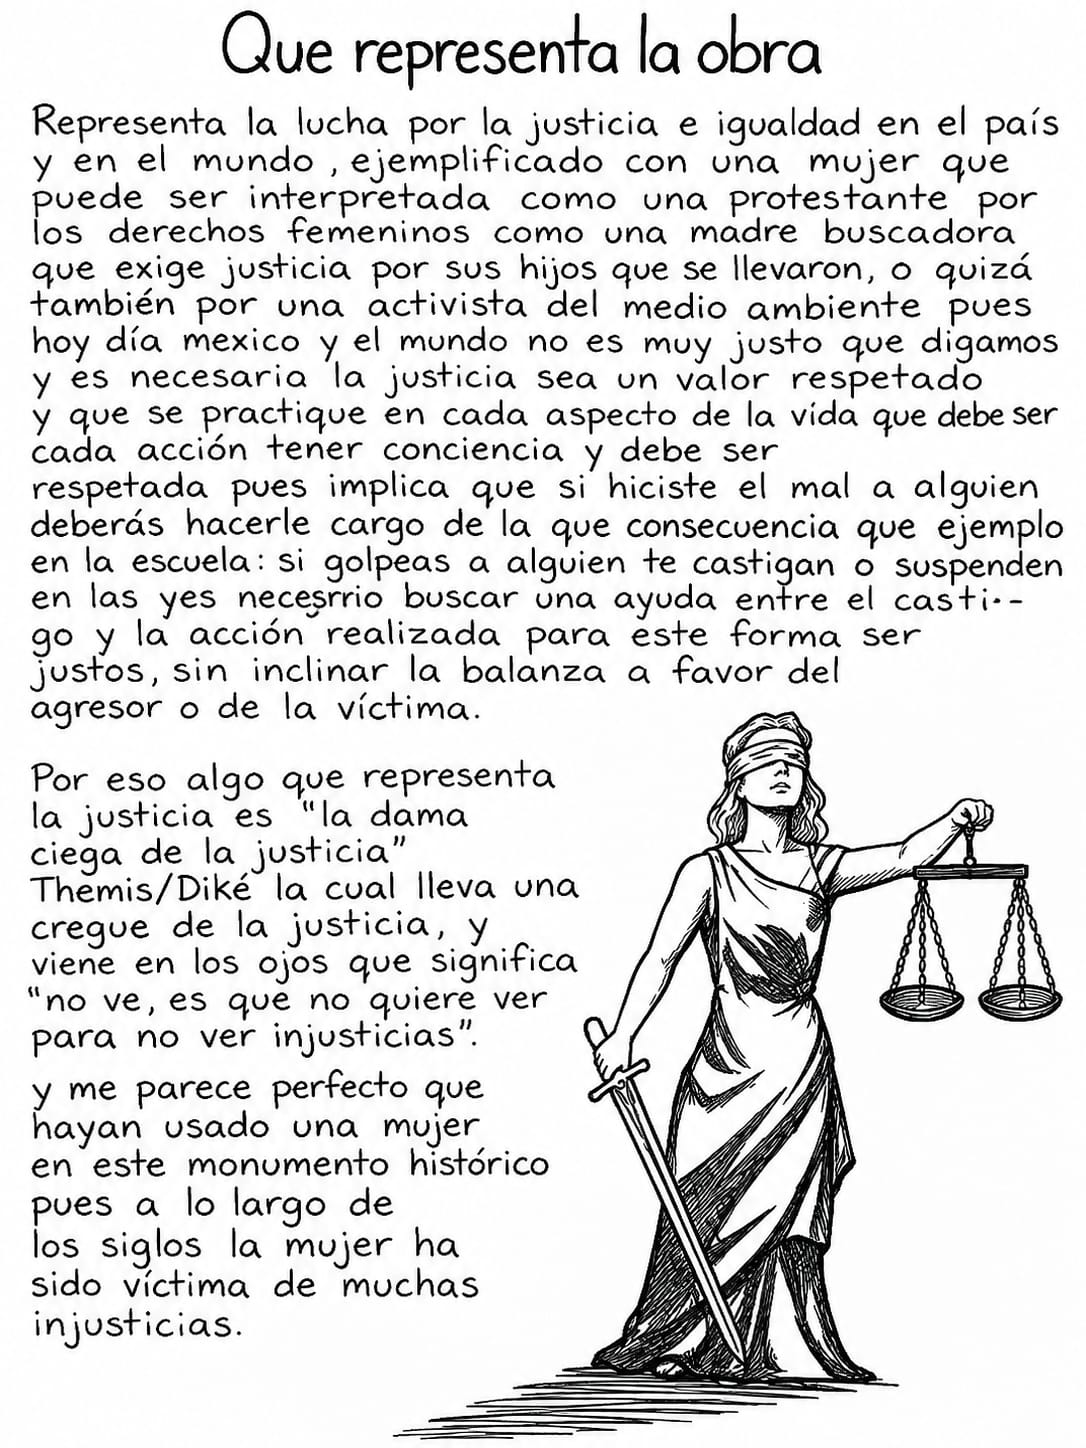 Que representa la obra
Representa la lucha por la justicia e igualdad en el país
y en el mundo , ejemplificado con una mujer que
puede ser interpretada como una protestante por
los derechos femeninos como una madre buscadora
que exige justicia por sus hijos que se llevaron, o quizá
también por una activista del medio ambiente pues
hoy día mexico y el mundo no es muy justo que digamos
y es necesaria la justicia sea un valor respetado
y que se practique en cada aspecto de la vida que debe ser
cada acción tener conciencia y debe ser
respetada pues implica que si hiciste el mal a alguien
deberás hacerle cargo de la que consecuencia que ejemplo
en la escuela: si golpeas a alguien te castigan o suspenden
en las yes necesrrio buscar una ayuda entre el casti·-
go y la acción realizada para este forma ser
justos, sin inclinar la balanza a favor del
agresor o de la víctima.
Por eso algo que representa
la justicia es "la dama
ciega de la justicia"
Themis/Diké la cual lleva una
cregue de la justicia, y
viene en los ojos que significa
"no ve, es que no quiere ver
para no ver injusticias".
y me parece perfecto que
hayan usado una mujer
en este monumento histórico
pues a lo largo de
los siglos la mujer ha
sido víctima de muchas
injusticias.